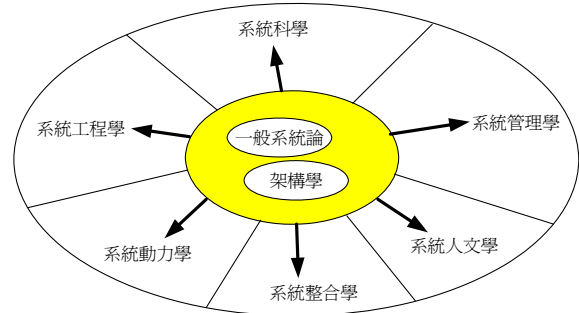 系統科學
系統工程學
系統管理學
一般系統論
架構學
系統動力學
系統人文學
系統整合學